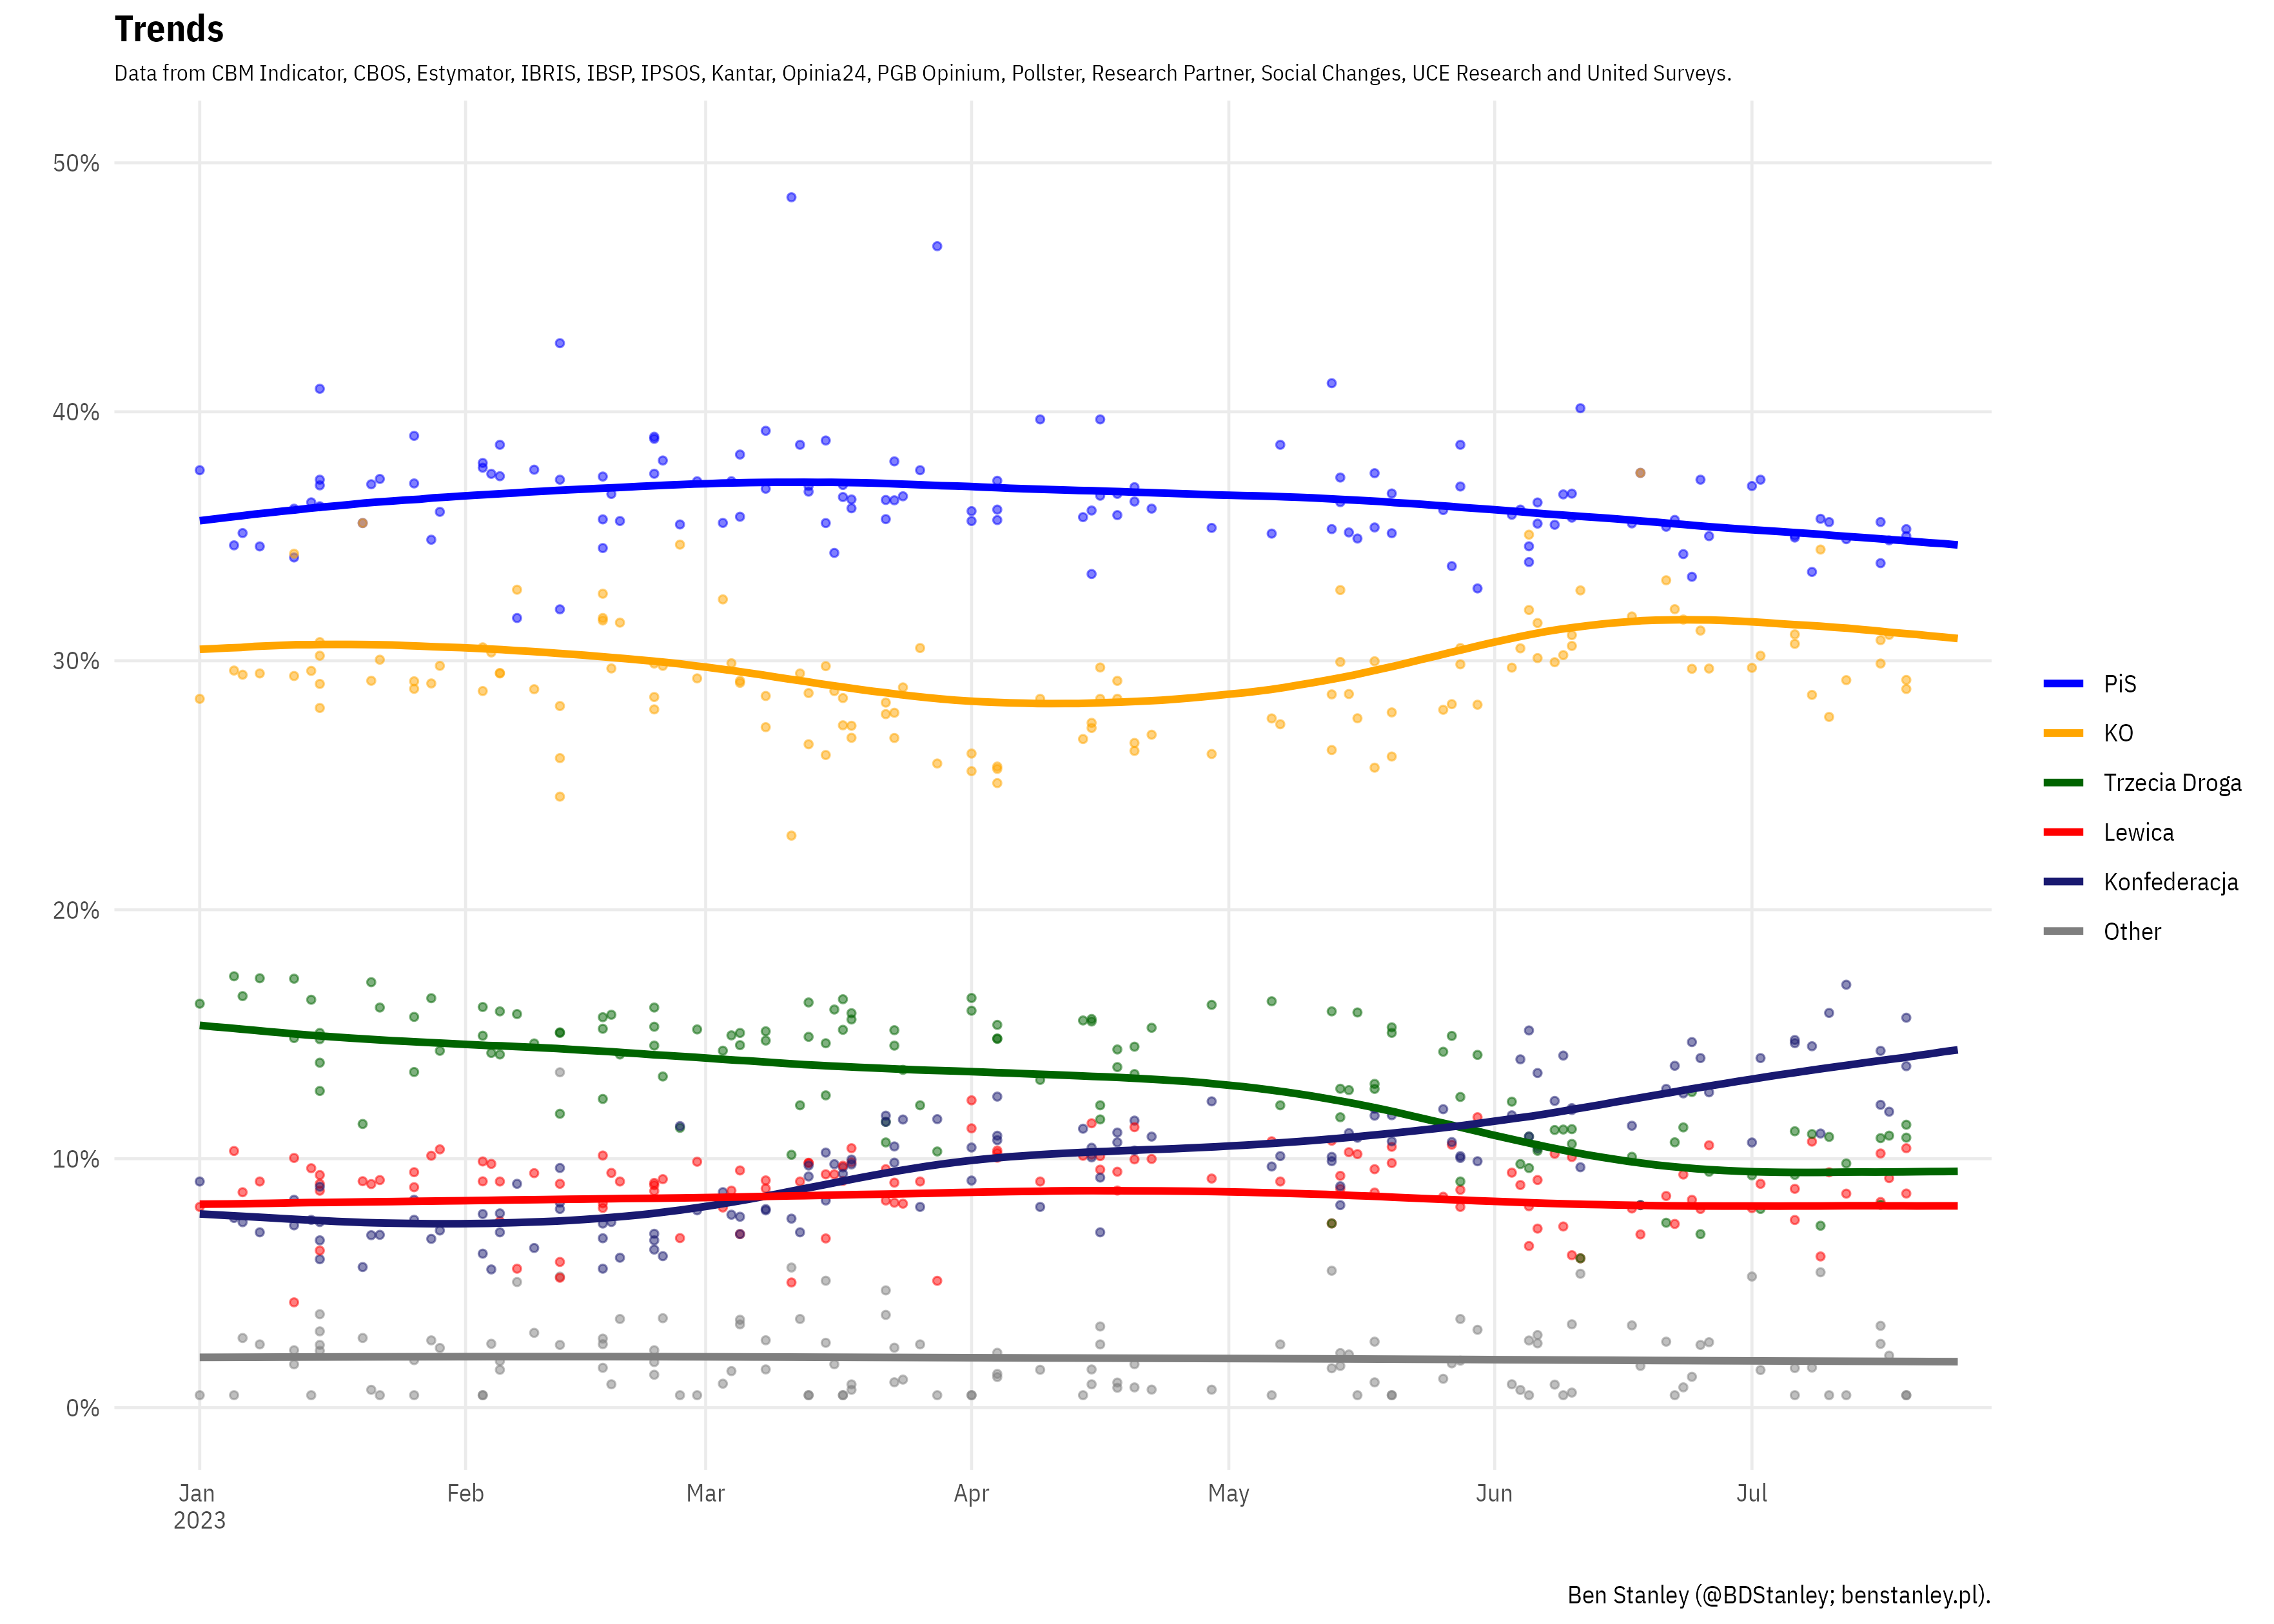 Trends
Data from CBM Indicator, CBOS, Estymator, IBRIS, IBSP, IPSOS, Kantar, Opinia24, PGB Opinium, Pollster, Research Partner, Social Changes, UCE Research and United Surveys.
50%
40%
30%
20%
10%
0%
Jan
2023
Feb
Mar
Apr
May
Jun
Jul
PiS
KO
Trzecia Droga
Lewica
Konfederacja
Other
Ben Stanley (@BDStanley; benstanley.pl).